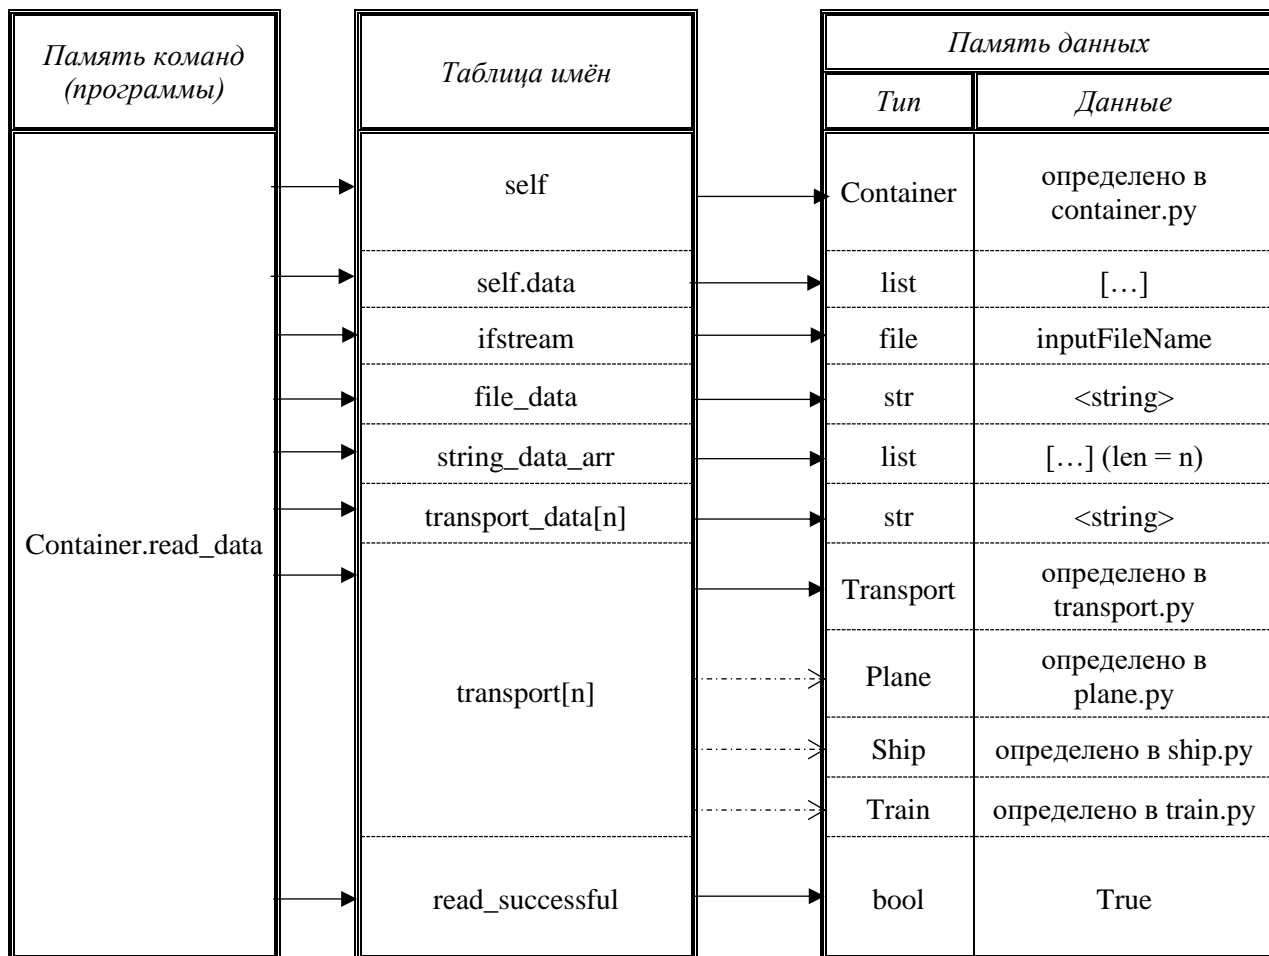 Память команд
(программы)
Таблица имён
Память данных
Тип
Данные
Container.read_data
self
Container
определено в
container.py
self.data
list
[…]
ifstream
file
inputFileName
file_data
str
<string>
string_data_arr
list
[…] (len = n)
transport_data[n]
str
<string>
transport[n]
Transport
определено в
transport.py
Plane
определено в
plane.py
Ship
определено в ship.py
Train
определено в train.py
read_successful
bool
True